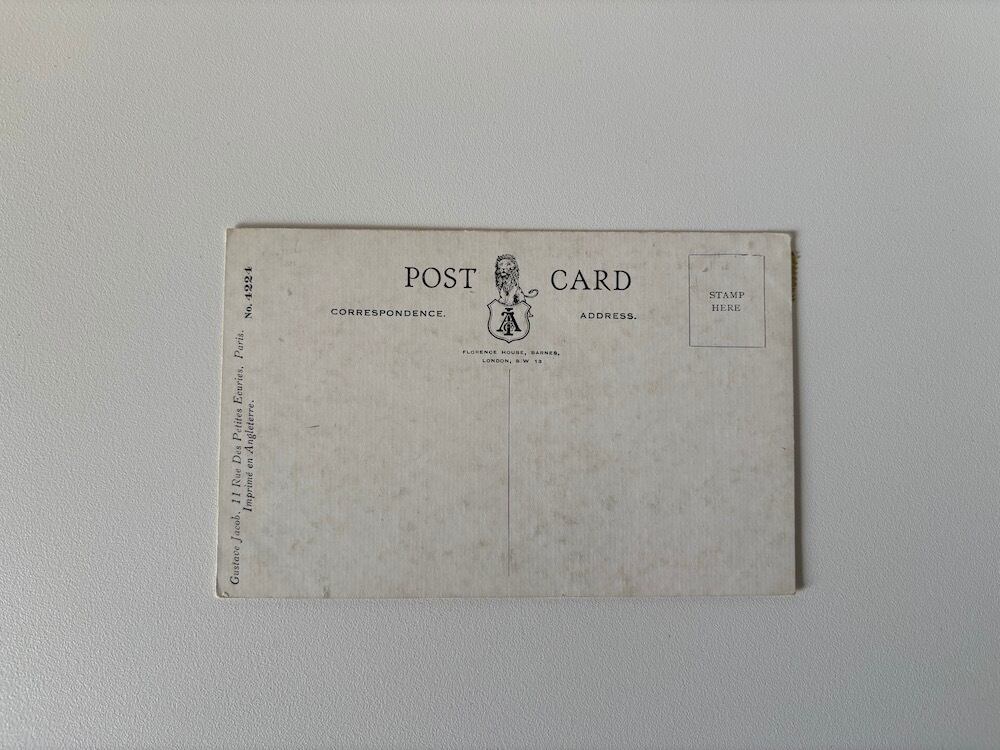 POST CARD
CORRESPONDENCE.
ADDRESS.
STAMP
HERE
FLORENCE HOUSE, BARNES,
LONDON, S.W 13
Gustave Jacob, 11 Rue Des Petites Ecuries, Paris. No. 4224
Imprimé en Angleterre.